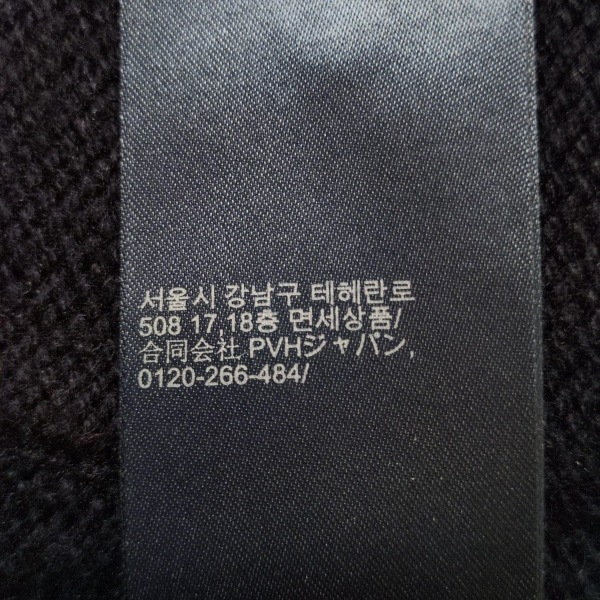 서울시 강남구 테헤란로
508 17,18층 면세상품/
合同会社 PVHジャパン,
0120-266-484/